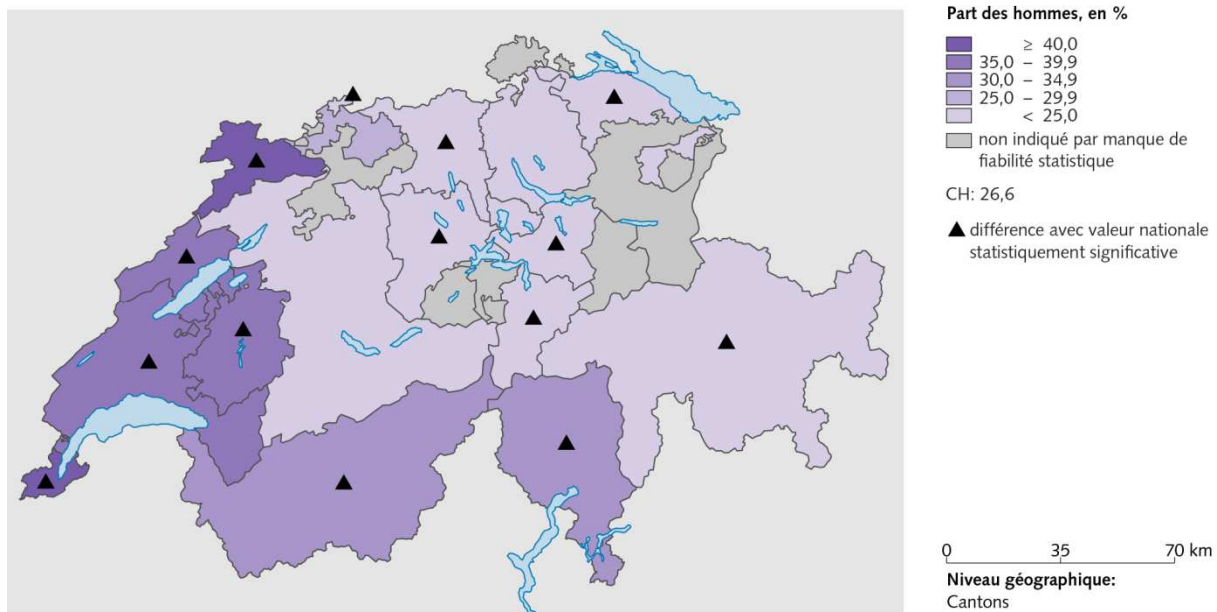 Part des hommes, en %
≥ 40,0
35,0 – 39,9
30,0 – 34,9
25,0 – 29,9
< 25,0
non indiqué par manque de
fiabilité statistique
CH: 26,6
différence avec valeur nationale
statistiquement significative
0 35 70 km
Niveau géographique:
Cantons